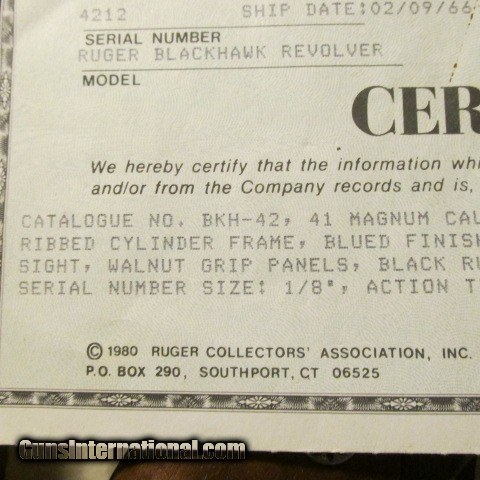 4212 SHIP DATE:02/09/66
SERIAL NUMBER
RUGER BLACKHAWK REVOLVER
MODEL
CER
We hereby certify that the information whi
and/or from the Company records and is,
CATALOGUE NO. BKH-42, 41 MAGNUM CAL
RIBBED CYLINDER FRAME, BLUED FINISH
SIGHT, WALNUT GRIP PANELS, BLACK RU
SERIAL NUMBER SIZE: 1/8", ACTION T
© 1980 RUGER COLLECTORS' ASSOCIATION, INC.
P.O. BOX 290, SOUTHPORT, CT 06525
GunsInternational.com